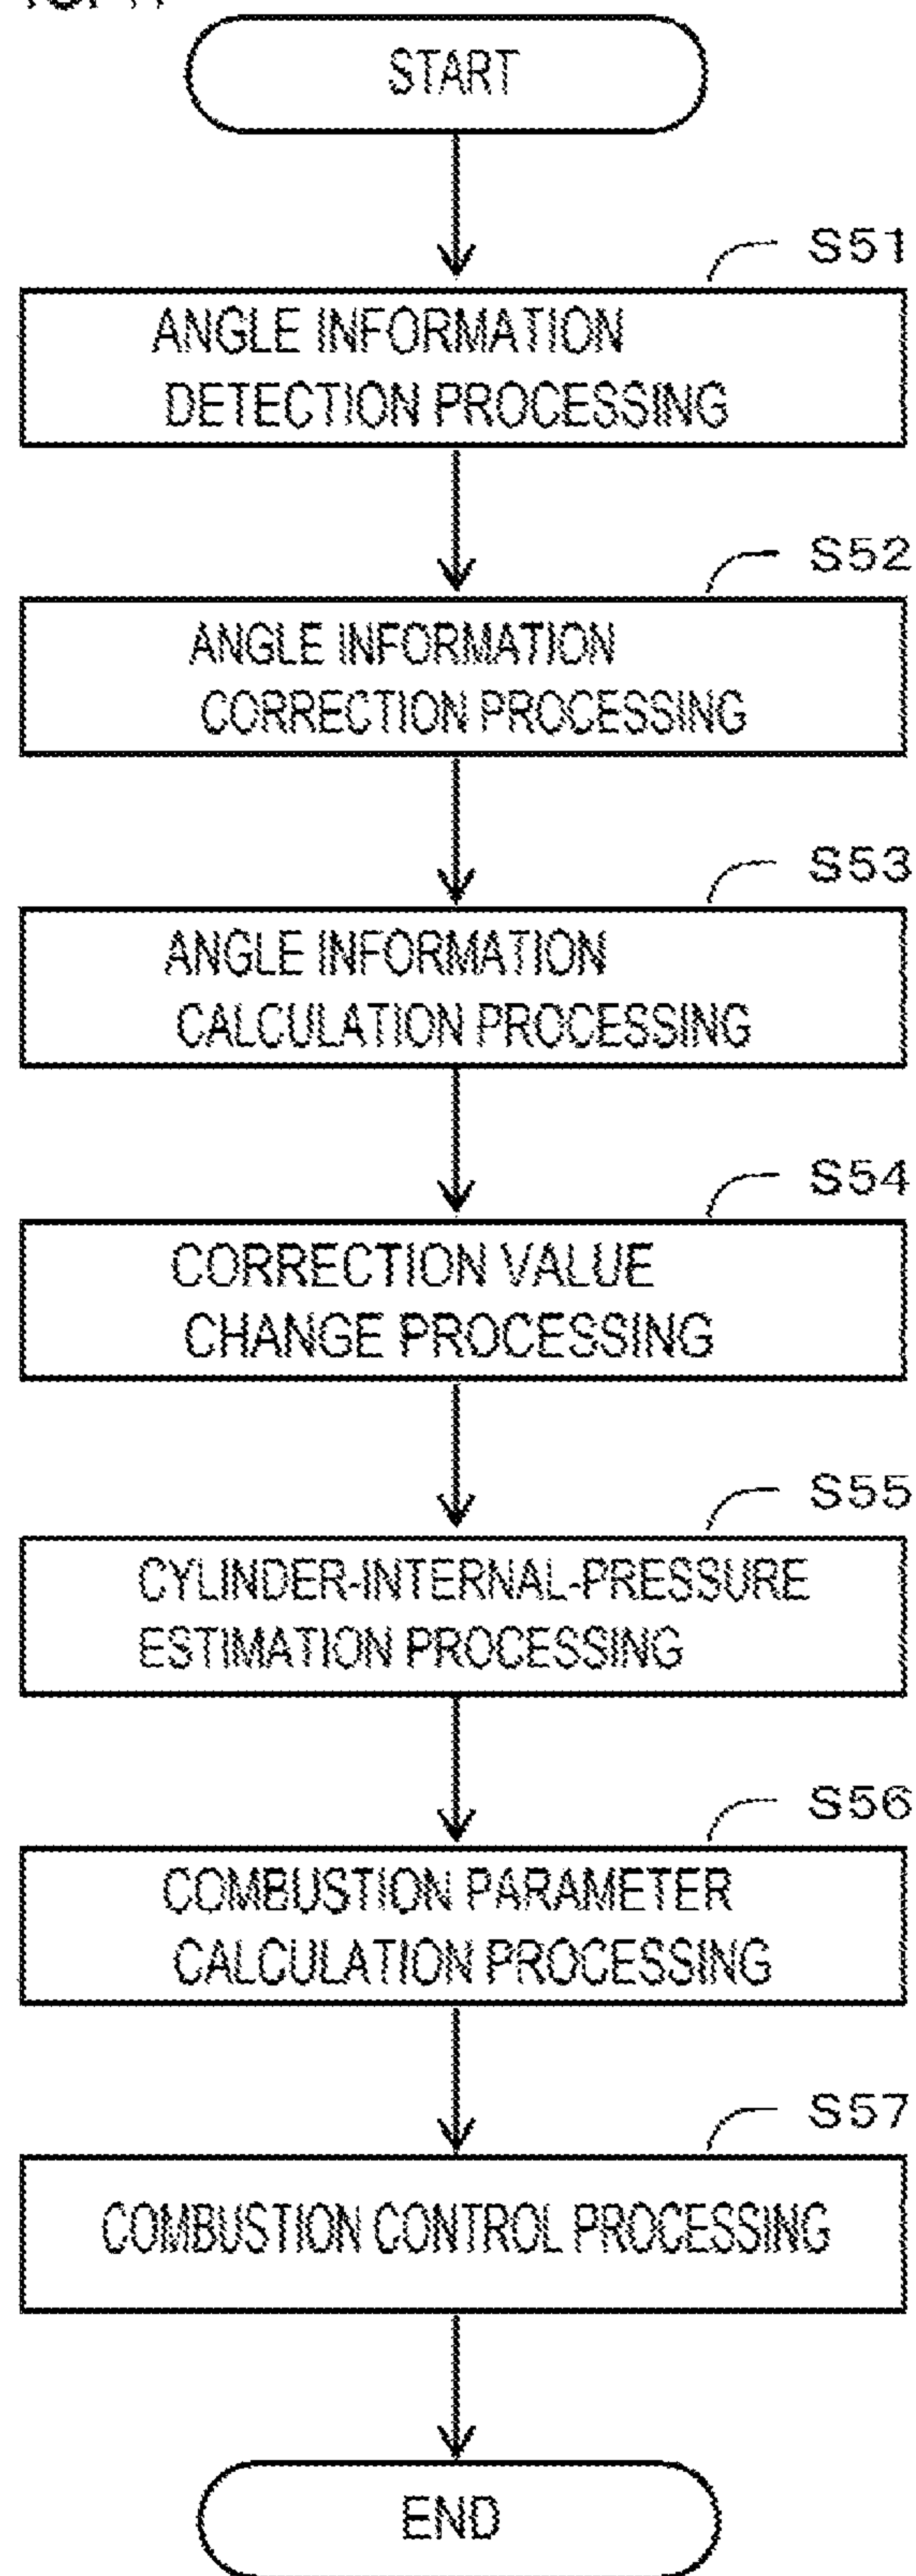 START
S51
ANGLE INFORMATION
DETECTION PROCESSING
S52
ANGLE INFORMATION
CORRECTION PROCESSING
S53
ANGLE INFORMATION
CALCULATION PROCESSING
S54
CORRECTION VALUE
CHANGE PROCESSING
S55
CYLINDER-INTERNAL-PRESSURE
ESTIMATION PROCESSING
S56
COMBUSTION PARAMETER
CALCULATION PROCESSING
S57
COMBUSTION CONTROL PROCESSING
END